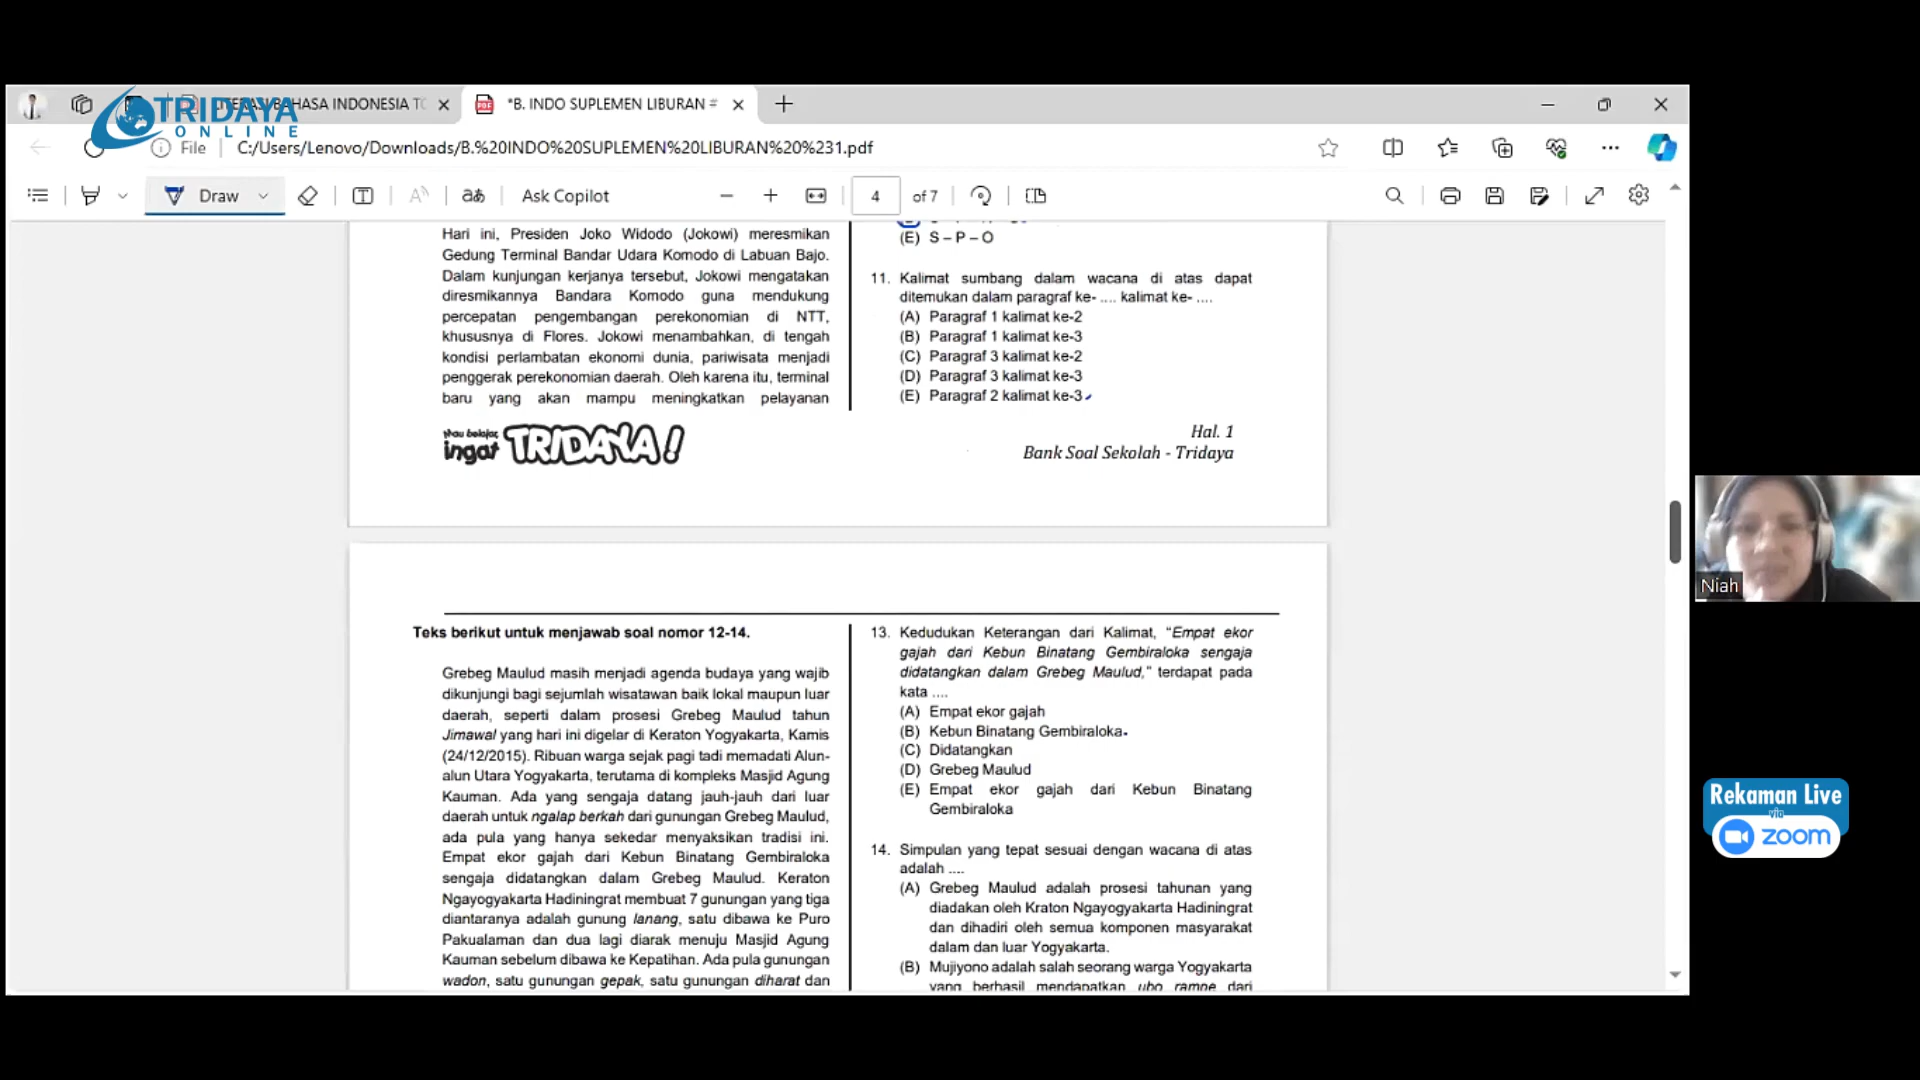 TRIDAYA
ONLINE
BAHASA INDONESIA
*B. INDO SUPLEMEN LIBURAN #
File
C:/Users/Lenovo/Downloads/B.%20INDO%20SUPLEMEN%20LIBURAN%20%231.pdf
Draw
Ask Copilot
4 of 7
Hari ini, Presiden Joko Widodo (Jokowi) meresmikan
Gedung Terminal Bandar Udara Komodo di Labuan Bajo.
Dalam kunjungan kerjanya tersebut, Jokowi mengatakan
diresmikannya Bandara Komodo guna mendukung
percepatan pengembangan perekonomian di NTT,
khususnya di Flores. Jokowi menambahkan, di tengah
kondisi perlambatan ekonomi dunia, pariwisata menjadi
penggerak perekonomian daerah. Oleh karena itu, terminal
baru yang akan mampu meningkatkan pelayanan
(E) S – P – O
11. Kalimat sumbang dalam wacana di atas dapat
ditemukan dalam paragraf ke- .... kalimat ke- ....
(A) Paragraf 1 kalimat ke-2
(B) Paragraf 1 kalimat ke-3
(C) Paragraf 3 kalimat ke-2
(D) Paragraf 3 kalimat ke-3
(E) Paragraf 2 kalimat ke-3
Mau belajar
ingat TRIDAYA!
Hal. 1
Bank Soal Sekolah - Tridaya
Teks berikut untuk menjawab soal nomor 12-14.
Grebeg Maulud masih menjadi agenda budaya yang wajib
dikunjungi bagi sejumlah wisatawan baik lokal maupun luar
daerah, seperti dalam prosesi Grebeg Maulud tahun
Jimawal yang hari ini digelar di Keraton Yogyakarta, Kamis
(24/12/2015). Ribuan warga sejak pagi tadi memadati Alun-
alun Utara Yogyakarta, terutama di kompleks Masjid Agung
Kauman. Ada yang sengaja datang jauh-jauh dari luar
daerah untuk ngalap berkah dari gunungan Grebeg Maulud,
ada pula yang hanya sekedar menyaksikan tradisi ini.
Empat ekor gajah dari Kebun Binatang Gembiraloka
sengaja didatangkan dalam Grebeg Maulud. Keraton
Ngayogyakarta Hadiningrat membuat 7 gunungan yang tiga
diantaranya adalah gunung lanang, satu dibawa ke Puro
Pakualaman dan dua lagi diarak menuju Masjid Agung
Kauman sebelum dibawa ke Kepatihan. Ada pula gunungan
wadon, satu gunungan gepak, satu gunungan diharat dan
13. Kedudukan Keterangan dari Kalimat, “Empat ekor
gajah dari Kebun Binatang Gembiraloka sengaja
didatangkan dalam Grebeg Maulud,” terdapat pada
kata ....
(A) Empat ekor gajah
(B) Kebun Binatang Gembiraloka
(C) Didatangkan
(D) Grebeg Maulud
(E) Empat ekor gajah dari Kebun Binatang
Gembiraloka
14. Simpulan yang tepat sesuai dengan wacana di atas
adalah ....
(A) Grebeg Maulud adalah prosesi tahunan yang
diadakan oleh Kraton Ngayogyakarta Hadiningrat
dan dihadiri oleh semua komponen masyarakat
dalam dan luar Yogyakarta.
(B) Mujiyono adalah salah seorang warga Yogyakarta
yang berhasil mendapatkan ubo rampe dari
Niah
Rekaman Live
via
zoom